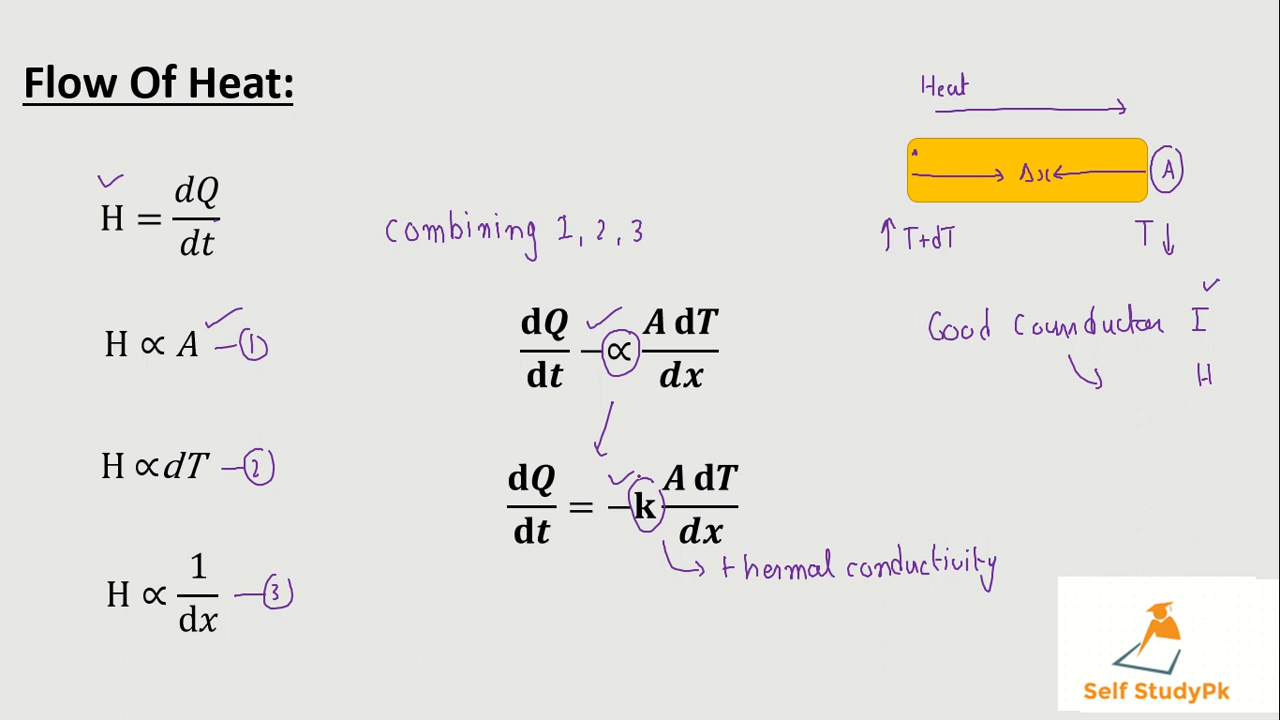 Flow Of Heat:
H = dQ/dt
H ∝ A —①
H ∝ dT —②
H ∝ 1/dx —③
combining 1, 2, 3
dQ/dt −∝ A dT/dx
dQ/dt = −k A dT/dx
thermal conductivity
Heat
Δx
A
↑ T+dT
T ↓
Good counductor I
H
Self StudyPk